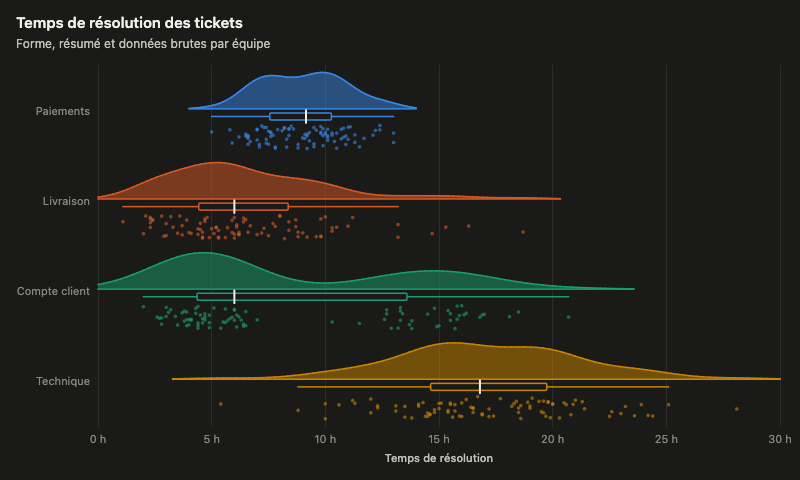 Temps de résolution des tickets
Forme, résumé et données brutes par équipe
Paiements
Livraison
Compte client
Technique
0 h 5 h 10 h 15 h 20 h 25 h 30 h
Temps de résolution